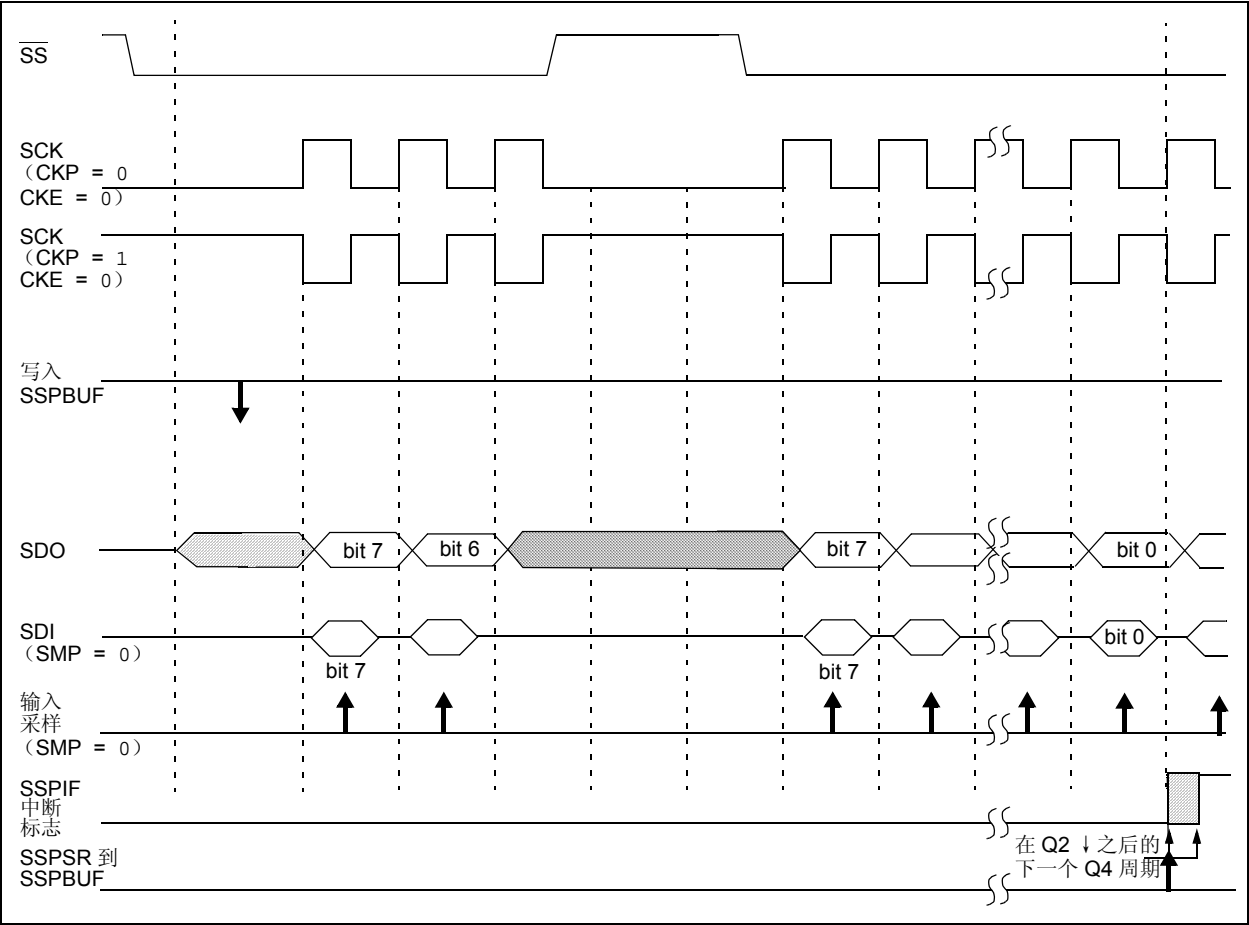 SS
SCK
（CKP = 0
CKE = 0）
SCK
（CKP = 1
CKE = 0）
写入
SSPBUF
SDO
bit 7
bit 6
bit 7
bit 0
SDI
（SMP = 0）
bit 7
bit 7
bit 0
输入
采样
（SMP = 0）
SSPIF
中断
标志
在 Q2 ↓之后的
下一个 Q4 周期
SSPSR 到
SSPBUF